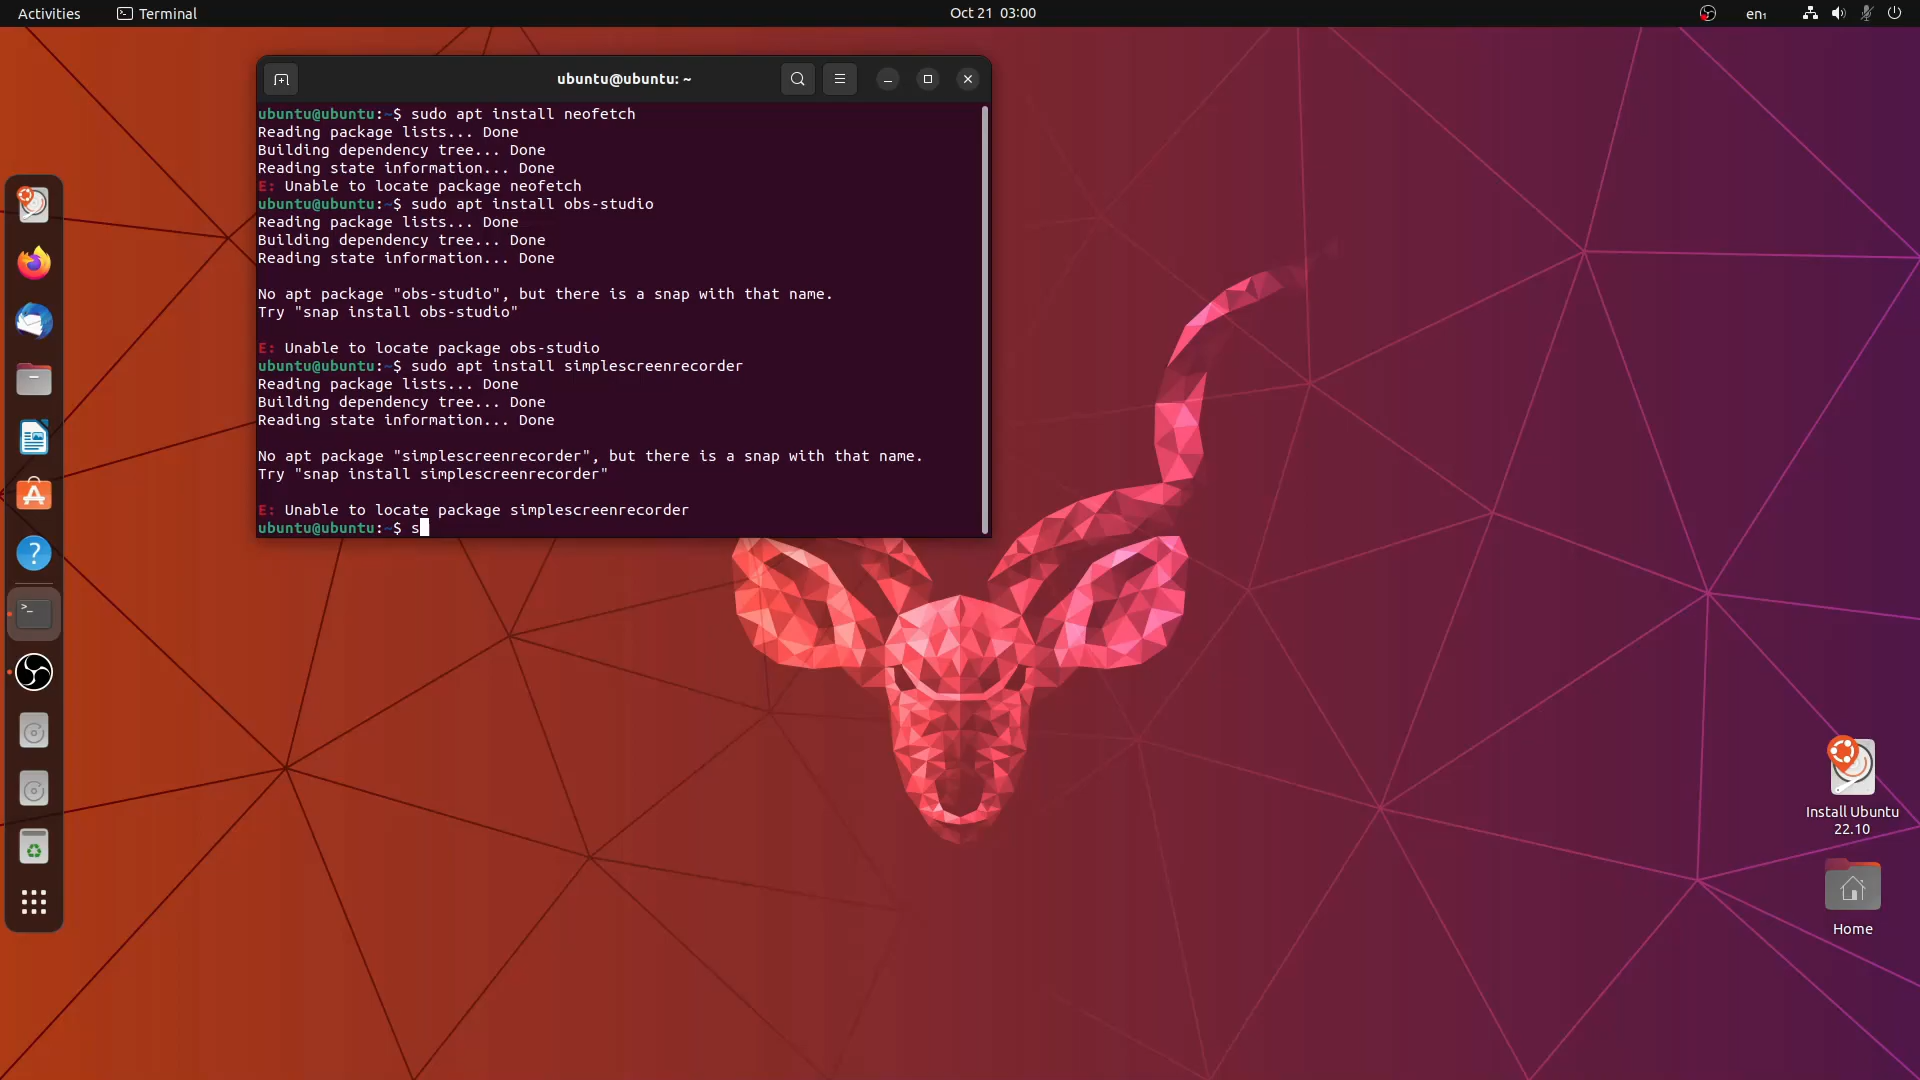 Activities
Terminal
Oct 21 03:00
en₁
ubuntu@ubuntu: ~
ubuntu@ubuntu:~$ sudo apt install neofetch
Reading package lists... Done
Building dependency tree... Done
Reading state information... Done
E: Unable to locate package neofetch
ubuntu@ubuntu:~$ sudo apt install obs-studio
Reading package lists... Done
Building dependency tree... Done
Reading state information... Done
No apt package "obs-studio", but there is a snap with that name.
Try "snap install obs-studio"
E: Unable to locate package obs-studio
ubuntu@ubuntu:~$ sudo apt install simplescreenrecorder
Reading package lists... Done
Building dependency tree... Done
Reading state information... Done
No apt package "simplescreenrecorder", but there is a snap with that name.
Try "snap install simplescreenrecorder"
E: Unable to locate package simplescreenrecorder
ubuntu@ubuntu:~$ s
Install Ubuntu
22.10
Home